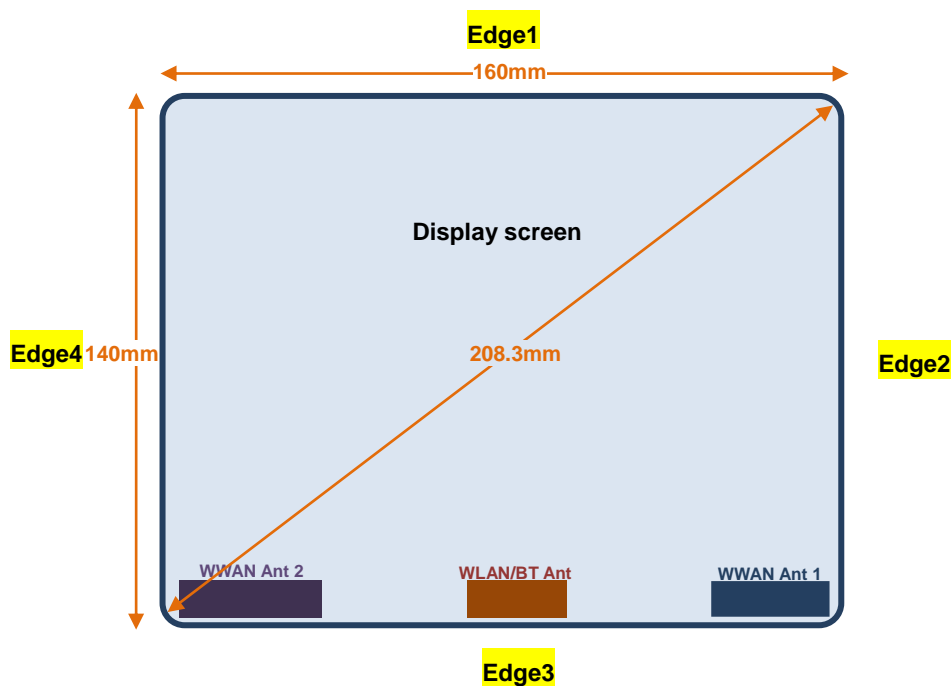 Edge1
160mm
Display screen
Edge4
140mm
208.3mm
Edge2
WWAN Ant 2
WLAN/BT Ant
WWAN Ant 1
Edge3